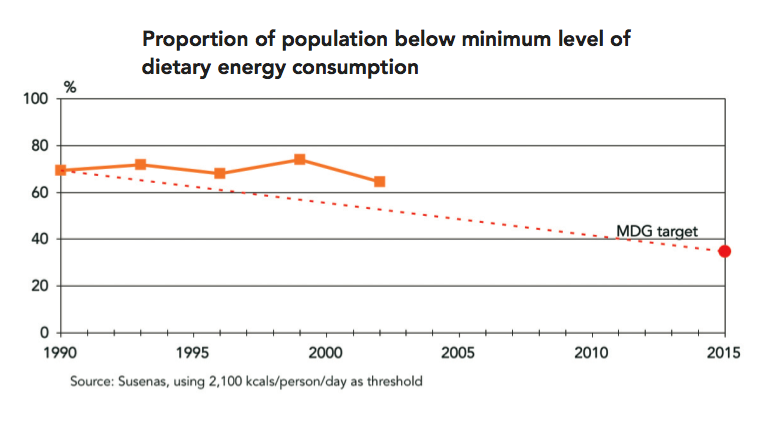 Proportion of population below minimum level of
dietary energy consumption
%
100
80
60
40
20
0
MDG target
1990 1995 2000 2005 2010 2015
Source: Susenas, using 2,100 kcals/person/day as threshold